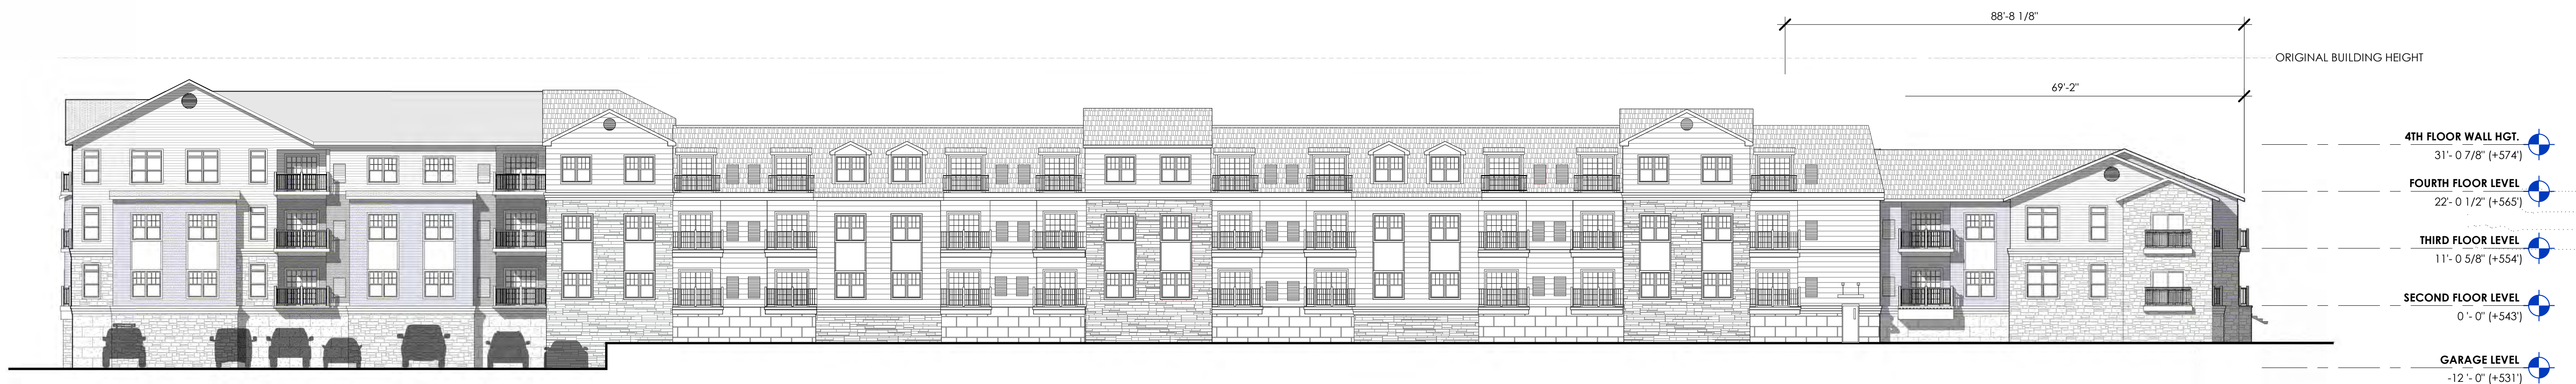 88'-8 1/8"
ORIGINAL BUILDING HEIGHT
69'-2"
4TH FLOOR WALL HGT.
31'- 0 7/8" (+574')
FOURTH FLOOR LEVEL
22'- 0 1/2" (+565')
THIRD FLOOR LEVEL
11'- 0 5/8" (+554')
SECOND FLOOR LEVEL
0 '- 0" (+543')
GARAGE LEVEL
-12 '- 0" (+531')